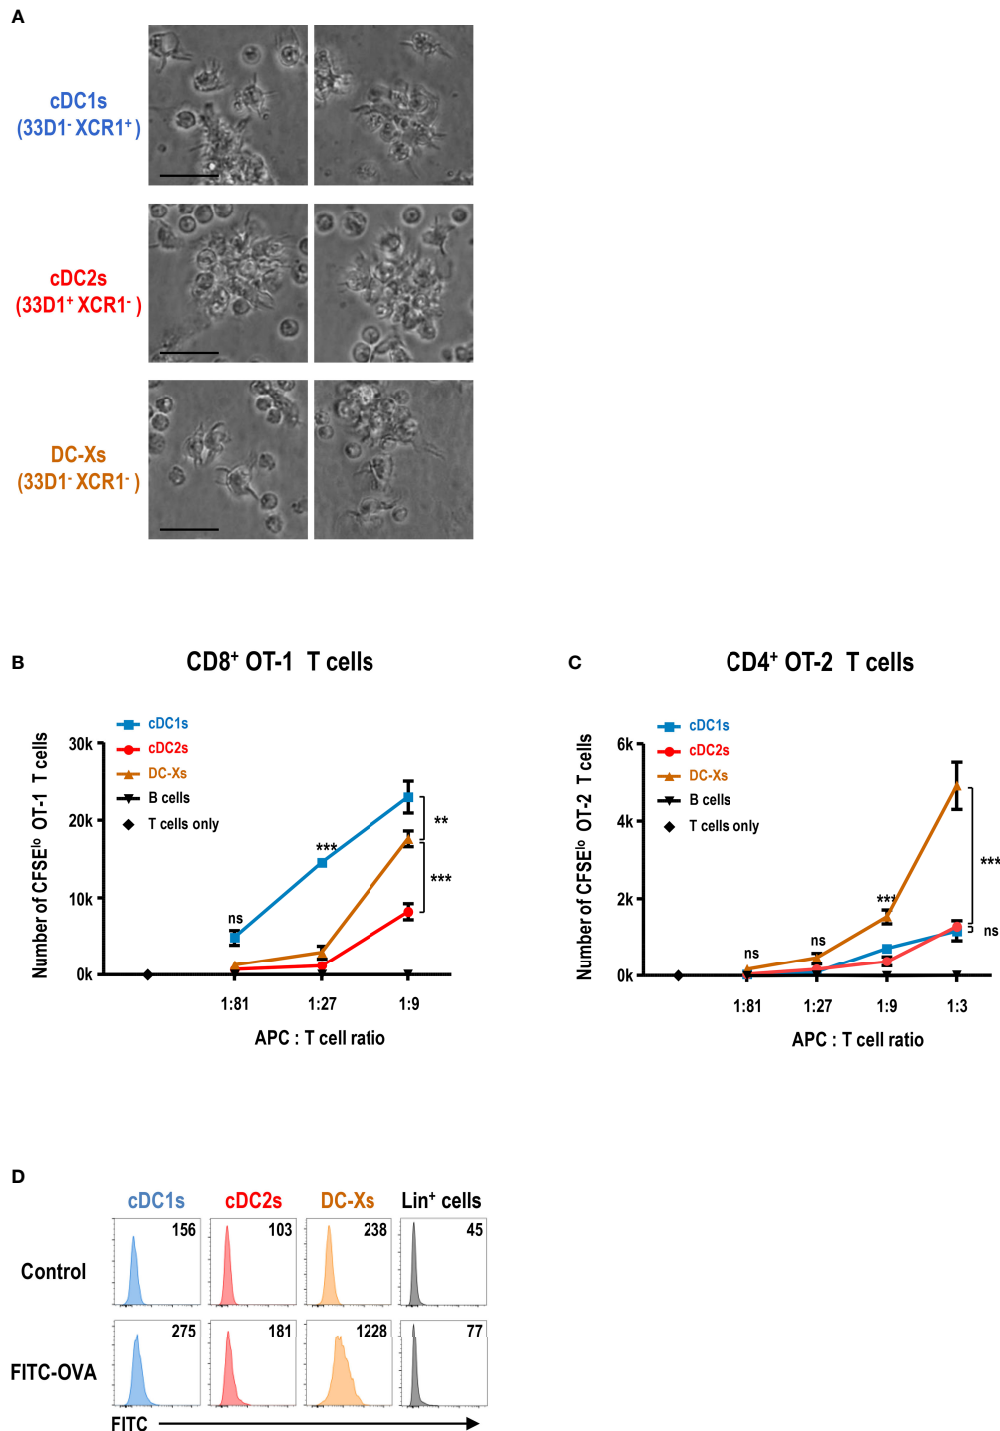 A
cDC1s
(33D1⁻ XCR1⁺)
cDC2s
(33D1⁺ XCR1⁻)
DC-Xs
(33D1⁻ XCR1⁻)
B
CD8⁺ OT-1 T cells
Number of CFSEˡᵒ OT-1 T cells
30k
20k
10k
0k
cDC1s
cDC2s
DC-Xs
B cells
T cells only
ns
***
**
***
1:81
1:27
1:9
APC : T cell ratio
C
CD4⁺ OT-2 T cells
Number of CFSEˡᵒ OT-2 T cells
6k
4k
2k
0k
cDC1s
cDC2s
DC-Xs
B cells
T cells only
ns
ns
***
***
ns
1:81
1:27
1:9
1:3
APC : T cell ratio
D
cDC1s cDC2s DC-Xs Lin⁺ cells
Control
156 103 238 45
FITC-OVA
275 181 1228 77
FITC